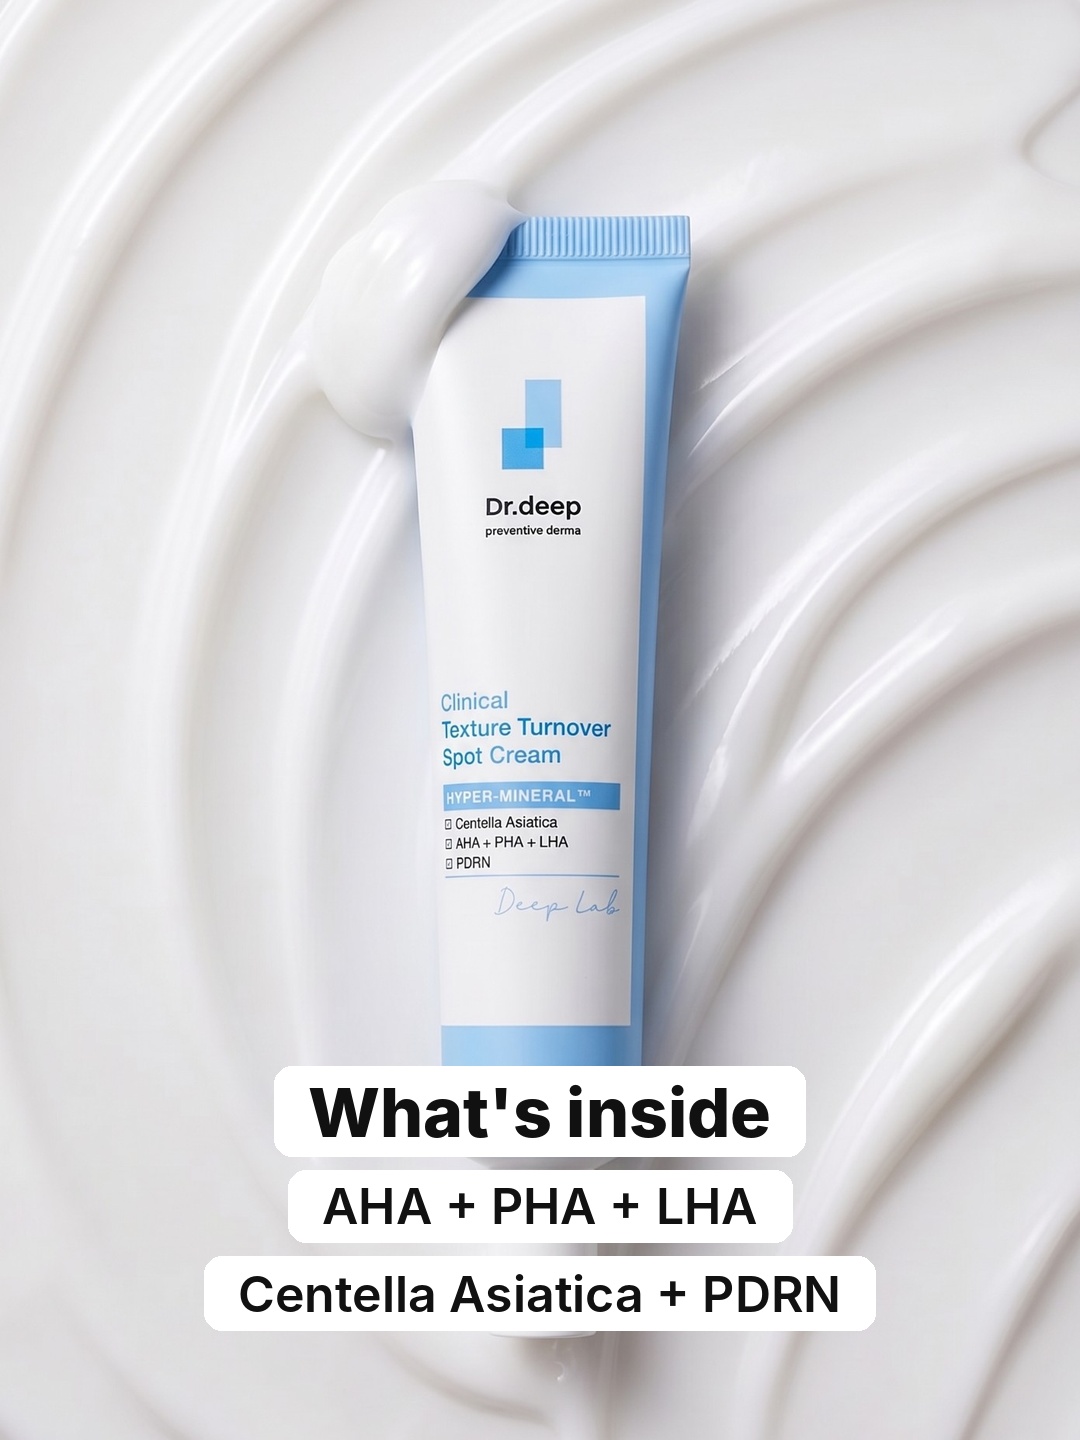 Dr.deep
preventive derma
Clinical
Texture Turnover
Spot Cream
HYPER-MINERAL™
☑ Centella Asiatica
☑ AHA + PHA + LHA
☑ PDRN
Deep Lab
What's inside
AHA + PHA + LHA
Centella Asiatica + PDRN